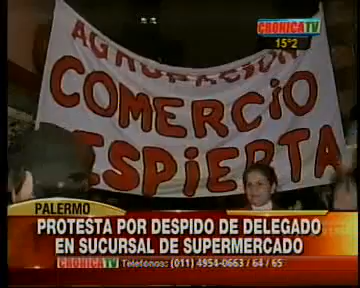 CRONICA TV
15°2
AGRUPACION
COMERCIO
DESPIERTA
PALERMO
PROTESTA POR DESPIDO DE DELEGADO
EN SUCURSAL DE SUPERMERCADO
CRONICA TV Teléfonos: (011) 4954-0663 / 64 / 65